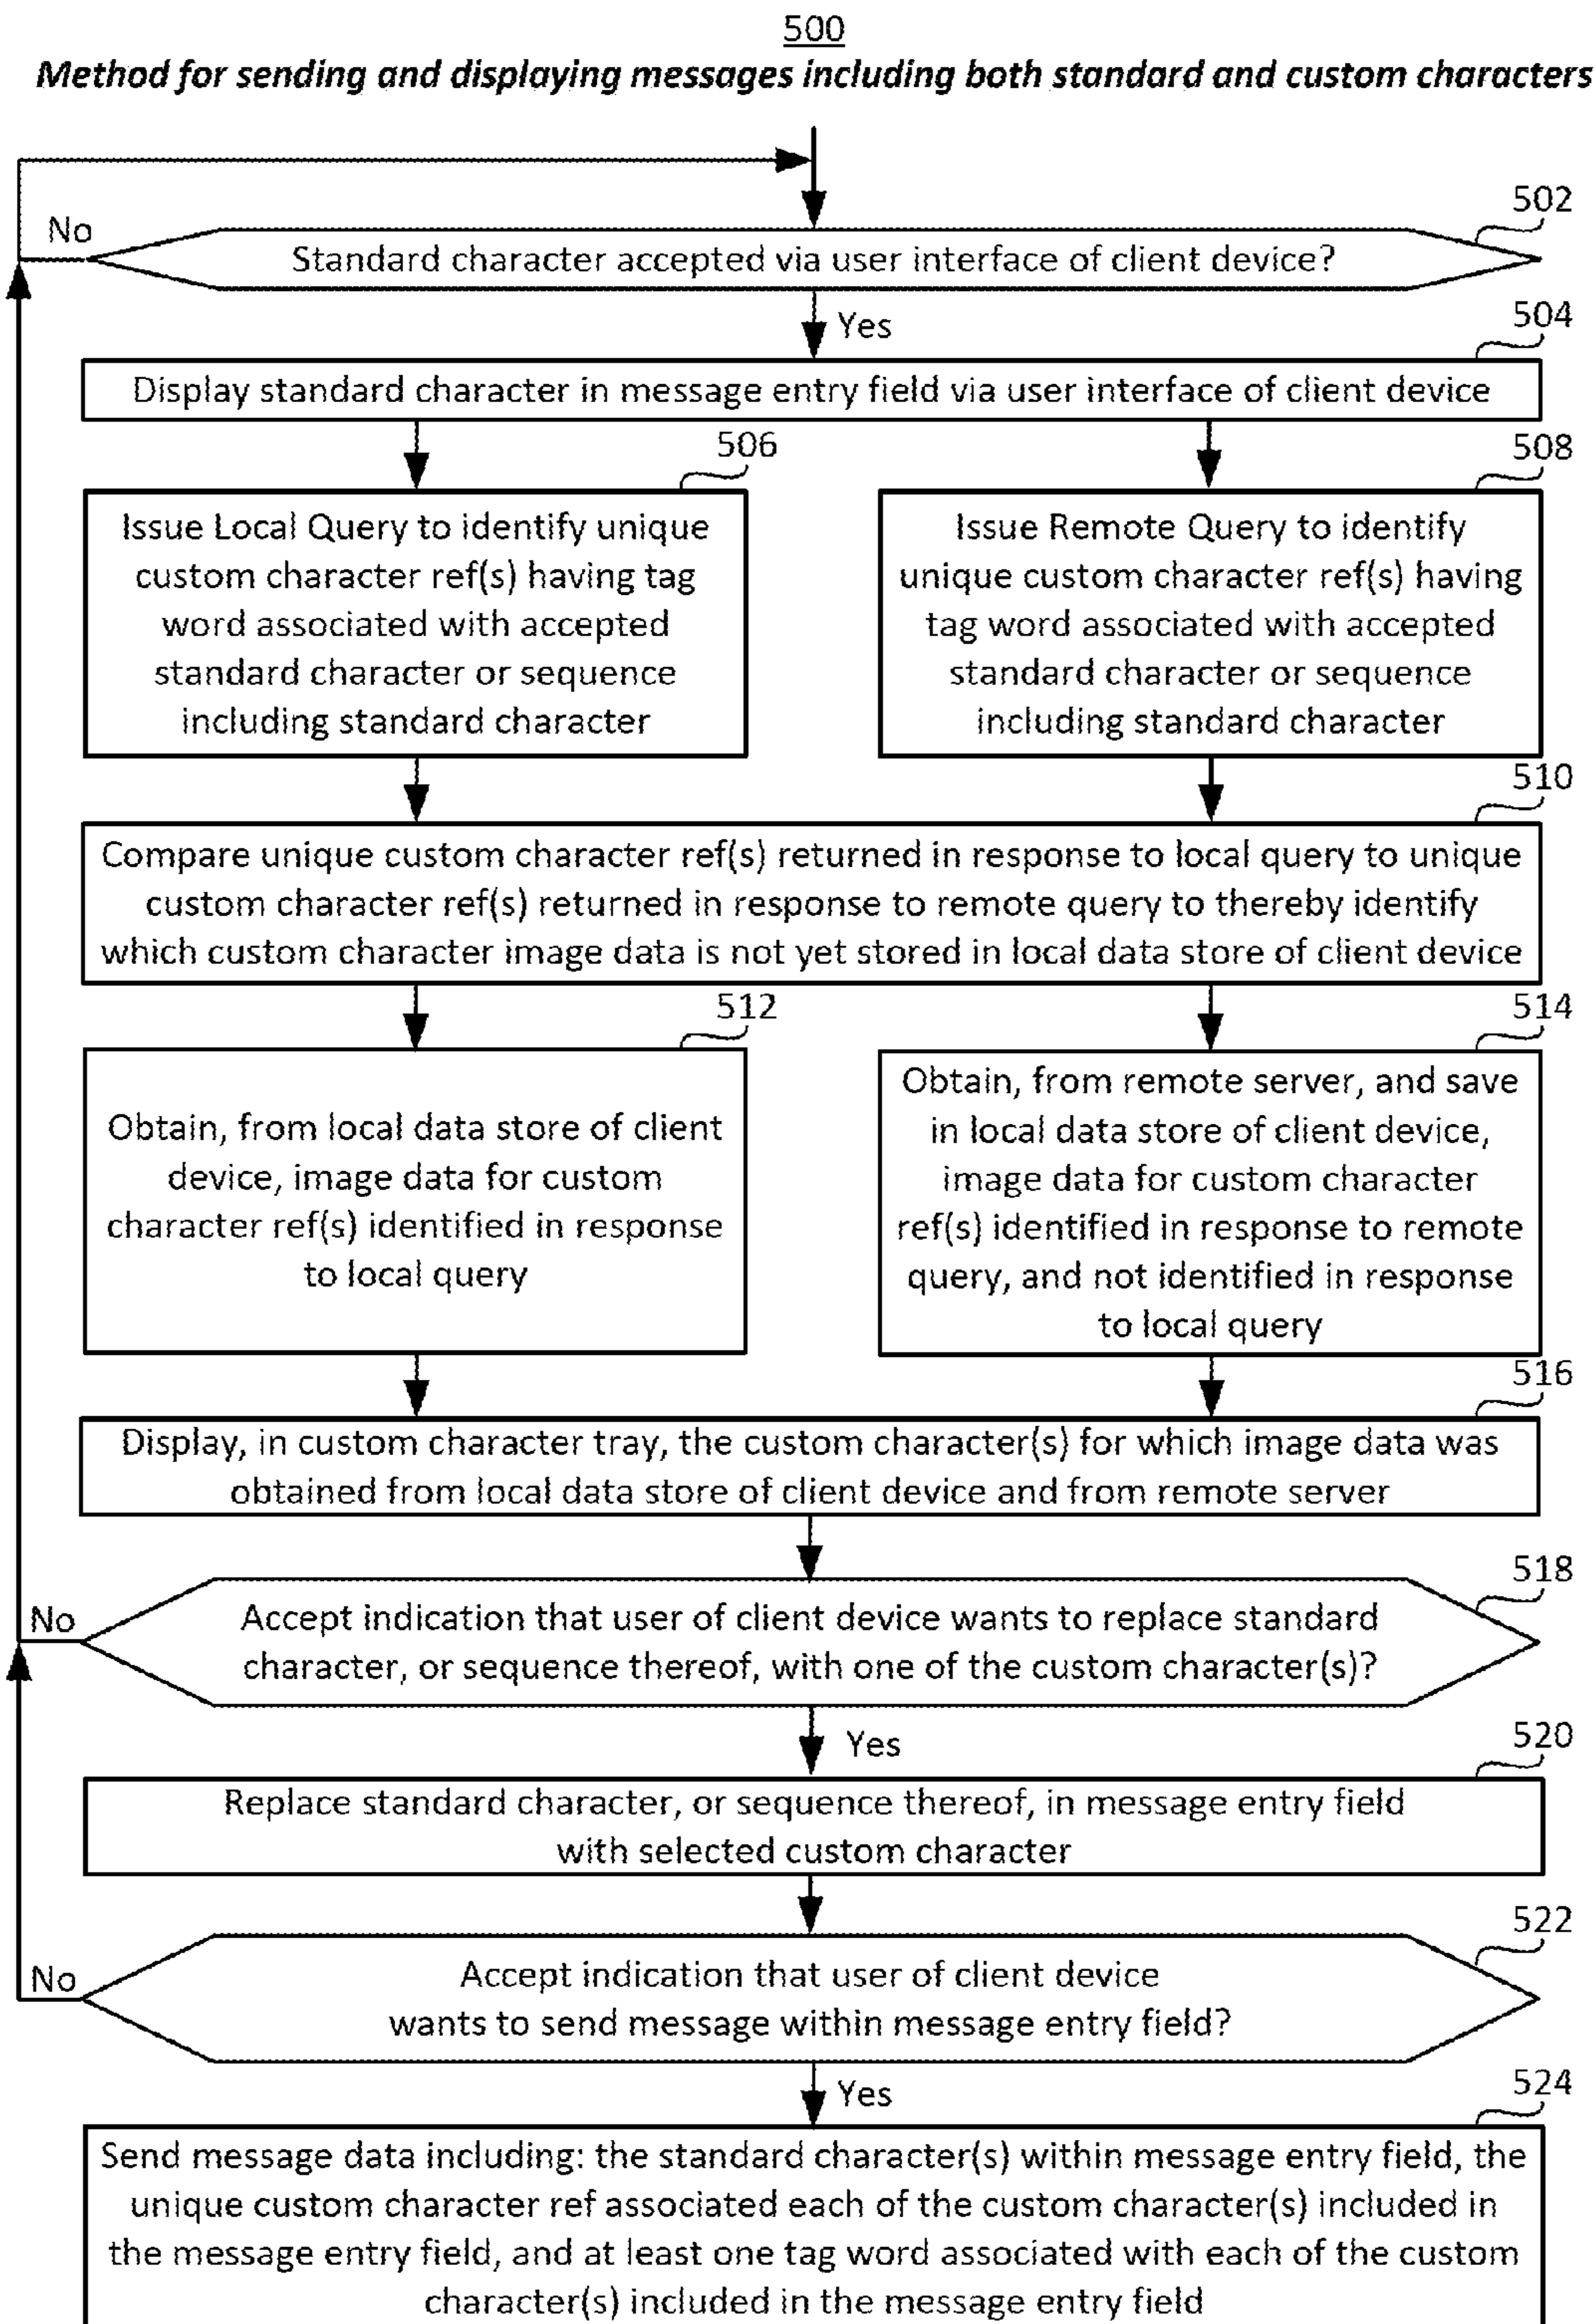 500
Method for sending and displaying messages including both standard and custom characters
502
No
Standard character accepted via user interface of client device?
Yes
504
Display standard character in message entry field via user interface of client device
506
Issue Local Query to identify unique
custom character ref(s) having tag
word associated with accepted
standard character or sequence
including standard character
508
Issue Remote Query to identify
unique custom character ref(s) having
tag word associated with accepted
standard character or sequence
including standard character
510
Compare unique custom character ref(s) returned in response to local query to unique
custom character ref(s) returned in response to remote query to thereby identify
which custom character image data is not yet stored in local data store of client device
512
Obtain, from local data store of client
device, image data for custom
character ref(s) identified in response
to local query
514
Obtain, from remote server, and save
in local data store of client device,
image data for custom character
ref(s) identified in response to remote
query, and not identified in response
to local query
516
Display, in custom character tray, the custom character(s) for which image data was
obtained from local data store of client device and from remote server
518
No
Accept indication that user of client device wants to replace standard
character, or sequence thereof, with one of the custom character(s)?
Yes
520
Replace standard character, or sequence thereof, in message entry field
with selected custom character
522
No
Accept indication that user of client device
wants to send message within message entry field?
Yes
524
Send message data including: the standard character(s) within message entry field, the
unique custom character ref associated each of the custom character(s) included in
the message entry field, and at least one tag word associated with each of the custom
character(s) included in the message entry field